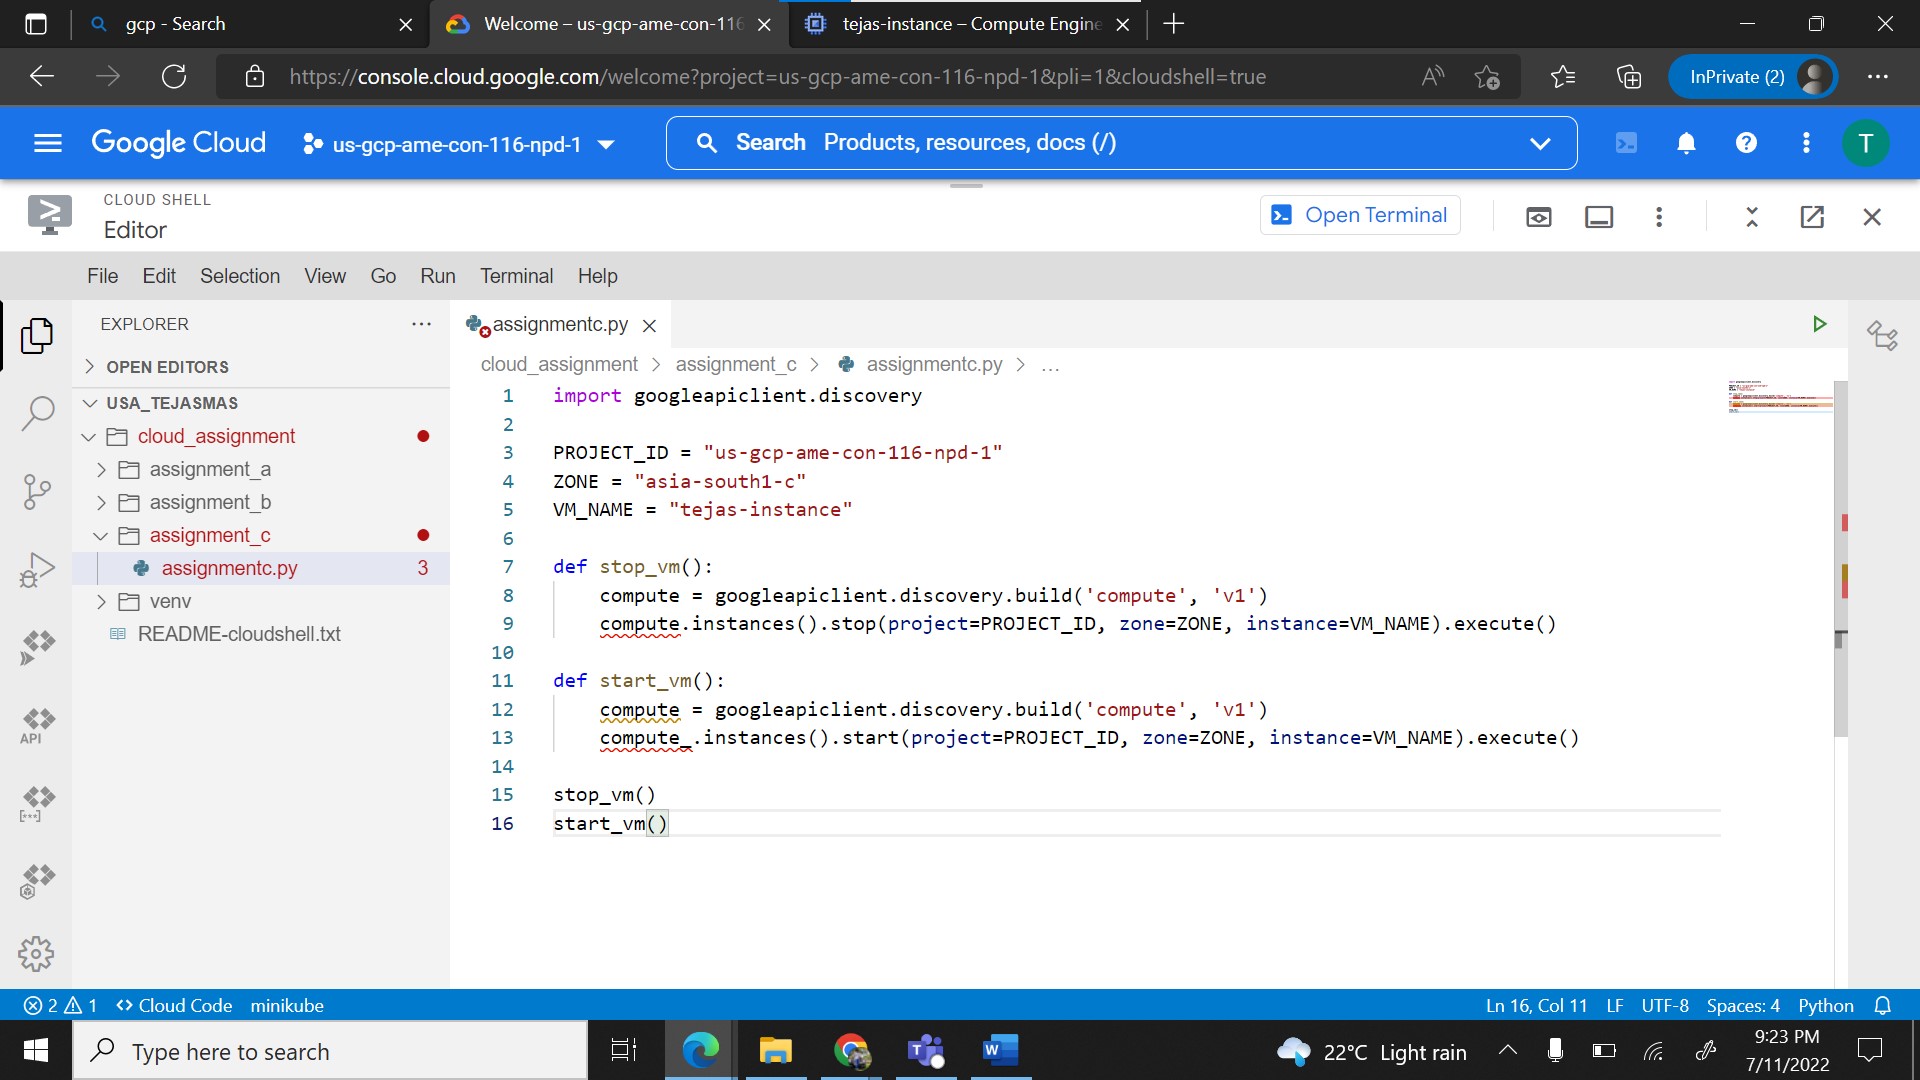 gcp - Search
Welcome – us-gcp-ame-con-116
tejas-instance – Compute Engine
https://console.cloud.google.com/welcome?project=us-gcp-ame-con-116-npd-1&pli=1&cloudshell=true
InPrivate (2)
Google Cloud
us-gcp-ame-con-116-npd-1
Search Products, resources, docs (/)
T
CLOUD SHELL
Editor
Open Terminal
File Edit Selection View Go Run Terminal Help
EXPLORER
OPEN EDITORS
USA_TEJASMAS
cloud_assignment
assignment_a
assignment_b
assignment_c
assignmentc.py 3
venv
README-cloudshell.txt
API
assignmentc.py
cloud_assignment > assignment_c > assignmentc.py > ...
1 import googleapiclient.discovery
2
3 PROJECT_ID = "us-gcp-ame-con-116-npd-1"
4 ZONE = "asia-south1-c"
5 VM_NAME = "tejas-instance"
6
7 def stop_vm():
8 compute = googleapiclient.discovery.build('compute', 'v1')
9 compute.instances().stop(project=PROJECT_ID, zone=ZONE, instance=VM_NAME).execute()
10
11 def start_vm():
12 compute = googleapiclient.discovery.build('compute', 'v1')
13 compute_.instances().start(project=PROJECT_ID, zone=ZONE, instance=VM_NAME).execute()
14
15 stop_vm()
16 start_vm()
2 1 Cloud Code minikube
Ln 16, Col 11 LF UTF-8 Spaces: 4 Python
Type here to search
22°C Light rain
9:23 PM
7/11/2022